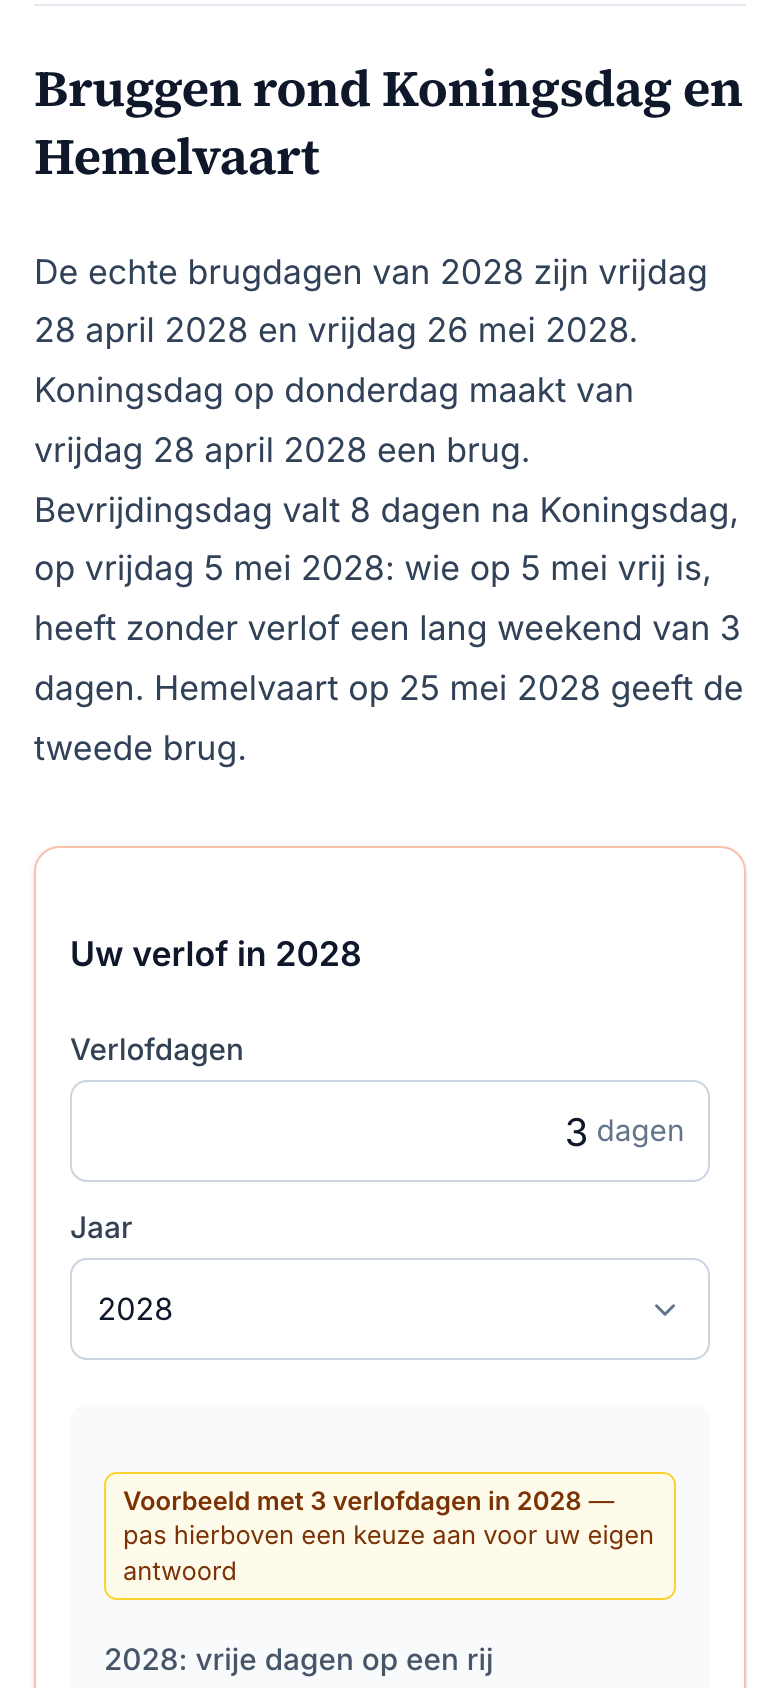 Bruggen rond Koningsdag en
Hemelvaart
De echte brugdagen van 2028 zijn vrijdag
28 april 2028 en vrijdag 26 mei 2028.
Koningsdag op donderdag maakt van
vrijdag 28 april 2028 een brug.
Bevrijdingsdag valt 8 dagen na Koningsdag,
op vrijdag 5 mei 2028: wie op 5 mei vrij is,
heeft zonder verlof een lang weekend van 3
dagen. Hemelvaart op 25 mei 2028 geeft de
tweede brug.
Uw verlof in 2028
Verlofdagen
3 dagen
Jaar
2028
Voorbeeld met 3 verlofdagen in 2028 —
pas hierboven een keuze aan voor uw eigen
antwoord
2028: vrije dagen op een rij